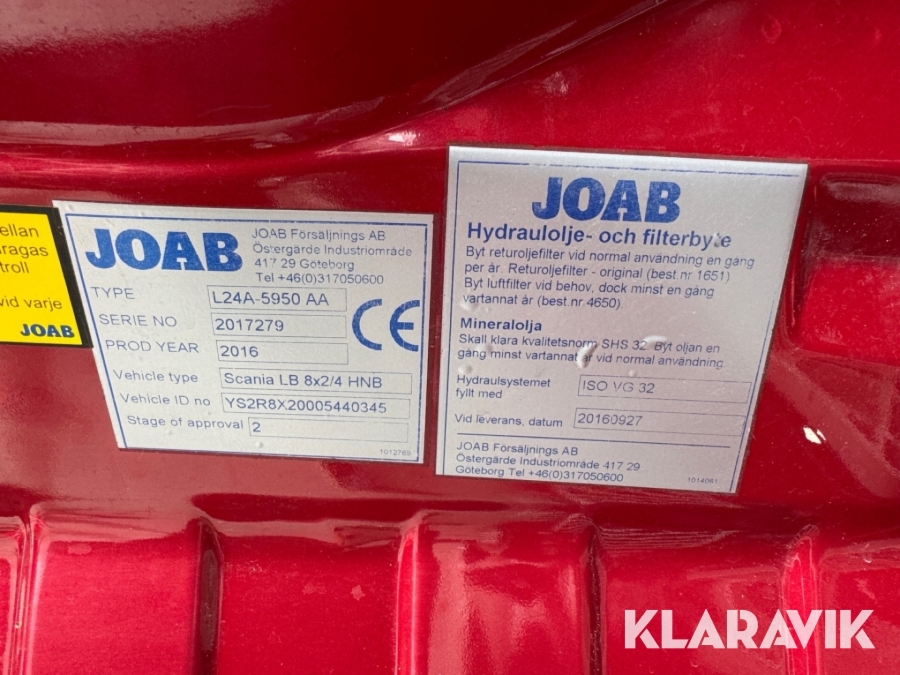 ellan
ragas
troll
vid varje
JOAB
JOAB
JOAB Försäljnings AB
Östergärde Industriområde
417 29 Göteborg
Tel +46(0)317050600
TYPE L24A-5950 AA
SERIE NO 2017279
PROD YEAR 2016
CE
Vehicle type Scania LB 8x2/4 HNB
Vehicle ID no YS2R8X20005440345
Stage of approval 2
1012769
JOAB
Hydraulolje- och filterbyte
Byt returoljefilter vid normal användning en gång
per år. Returoljefilter - original (best.nr 1651)
Byt luftfilter vid behov, dock minst en gång
vartannat år (best.nr 4650).
Mineralolja
Skall klara kvalitetsnorm SHS 32. Byt oljan en
gång minst vartannat år vid normal användning.
Hydraulsystemet
fyllt med ISO VG 32
Vid leverans, datum 20160927
JOAB Försäljnings AB
Östergärde Industriområde 417 29
Göteborg Tel +46(0)317050600
1014061
KLARAVIK